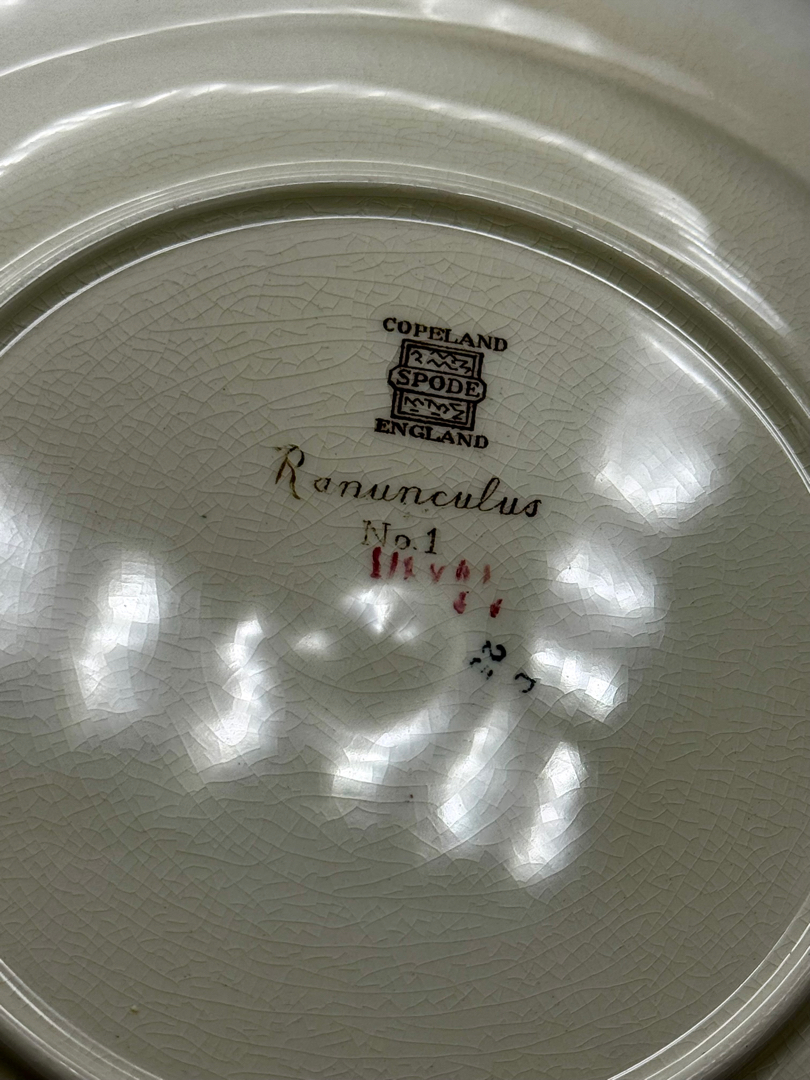 COPELAND
SPODE
ENGLAND
Ranunculus
No.1